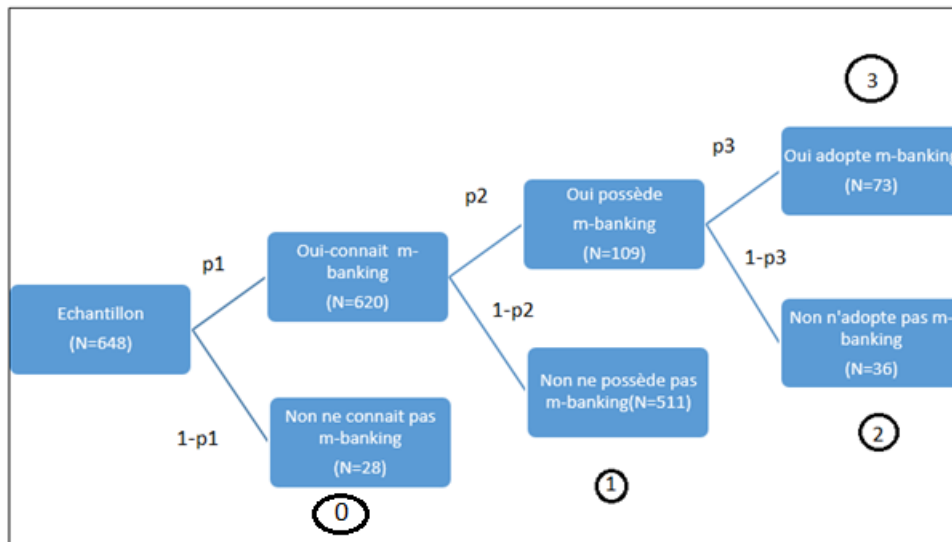 3
p3
Oui adopte m-banking
(N=73)
p2
Oui possède
m-banking
(N=109)
1-p3
p1
Oui-connait m-
banking
(N=620)
Echantillon
(N=648)
1-p2
Non n'adopte pas m-
banking
(N=36)
Non ne possède pas
m-banking(N=511)
1-p1
Non ne connait pas
m-banking
(N=28)
2
1
0